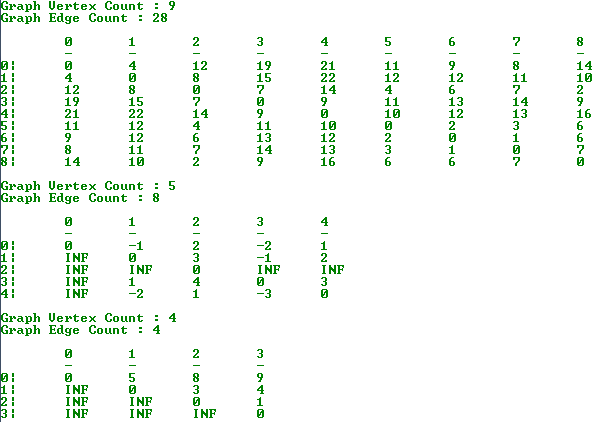 Graph Vertex Count : 9
Graph Edge Count : 28
0 1 2 3 4 5 6 7 8
- - - - - - - - -
0| 0 4 12 19 21 11 9 8 14
1| 4 0 8 15 22 12 12 11 10
2| 12 8 0 7 14 4 6 7 2
3| 19 15 7 0 9 11 13 14 9
4| 21 22 14 9 0 10 12 13 16
5| 11 12 4 11 10 0 2 3 6
6| 9 12 6 13 12 2 0 1 6
7| 8 11 7 14 13 3 1 0 7
8| 14 10 2 9 16 6 6 7 0
Graph Vertex Count : 5
Graph Edge Count : 8
0 1 2 3 4
- - - - -
0| 0 -1 2 -2 1
1| INF 0 3 -1 2
2| INF INF 0 INF INF
3| INF 1 4 0 3
4| INF -2 1 -3 0
Graph Vertex Count : 4
Graph Edge Count : 4
0 1 2 3
- - - -
0| 0 5 8 9
1| INF 0 3 4
2| INF INF 0 1
3| INF INF INF 0